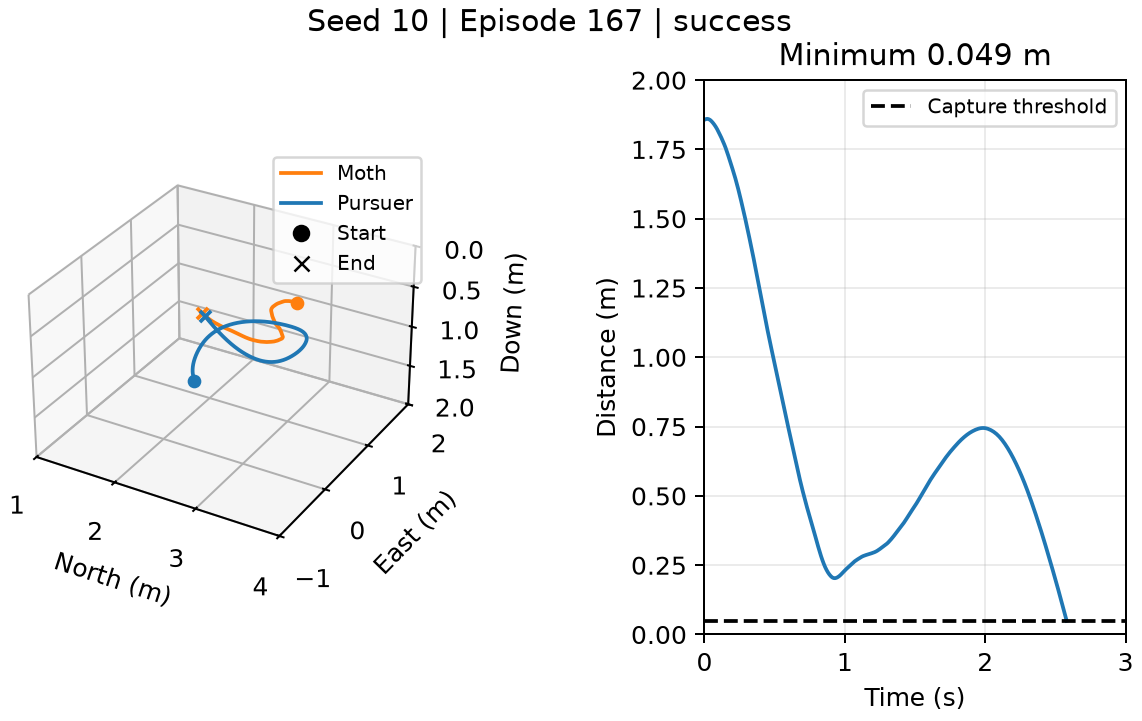 Seed 10 | Episode 167 | success
Moth
Pursuer
Start
End
0.0
0.5
1.0
1.5
2.0
Down (m)
2
1
0
−1
East (m)
1
2
3
4
North (m)
Minimum 0.049 m
Capture threshold
2.00
1.75
1.50
1.25
1.00
0.75
0.50
0.25
0.00
Distance (m)
0 1 2 3
Time (s)